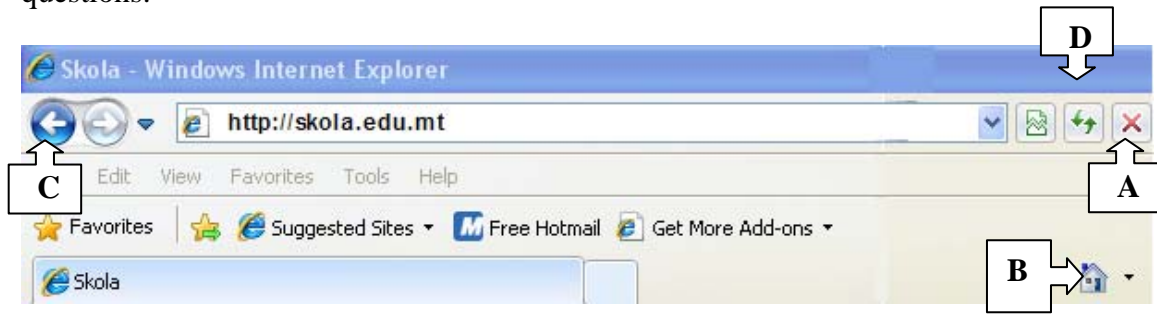 questions.
D
Skola - Windows Internet Explorer
http://skola.edu.mt
C
Edit View Favorites Tools Help
A
Favorites Suggested Sites Free Hotmail Get More Add-ons
Skola
B